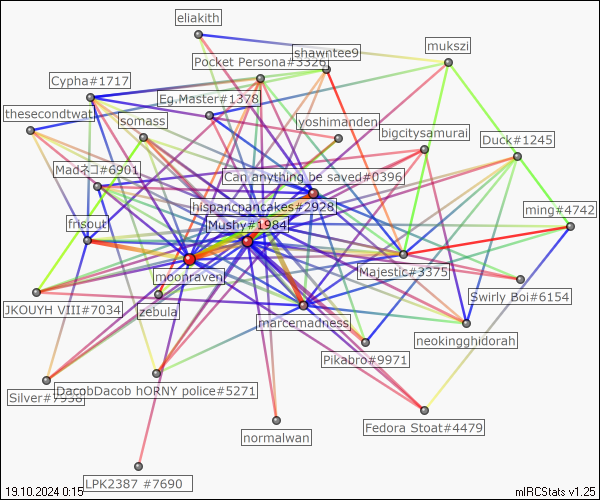 eliakith
shawntee9
mukszi
Pocket Persona#3326
Cypha#1717
Eg.Master#1378
thesecondtwat
somass
yoshimanden
bigcitysamurai
Duck#1245
Madネコ#6901
Can anything be saved#0396
hispancpancakes#2928
ming#4742
frisout
Mushy#1984
moonraven
Majestic#3375
JKOUYH VIII#7034
zebula
Swirly Boi#6154
marcemadness
neokingghidorah
Pikabro#9971
DacobDacob hORNY police#5271
Silver#7938
Fedora Stoat#4479
normalwan
LPK2387 #7690
19.10.2024 0:15
mIRCStats v1.25